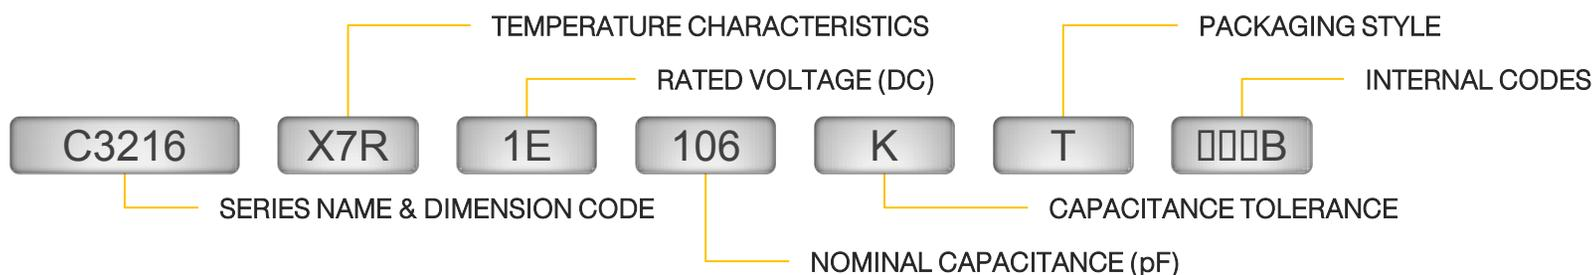 TEMPERATURE CHARACTERISTICS
PACKAGING STYLE
RATED VOLTAGE (DC)
INTERNAL CODES
C3216 X7R 1E 106 K T □□□B
SERIES NAME & DIMENSION CODE
CAPACITANCE TOLERANCE
NOMINAL CAPACITANCE (pF)